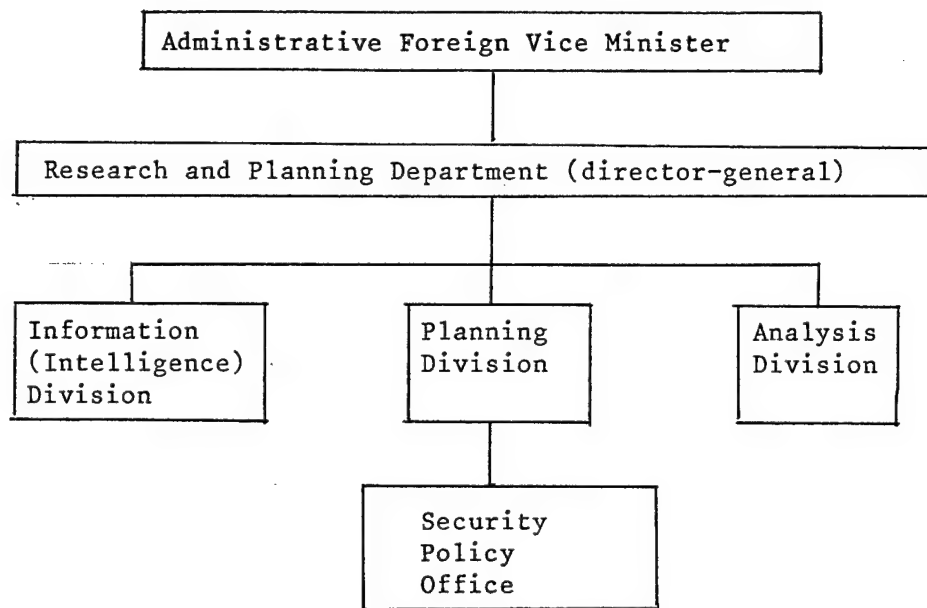 Administrative Foreign Vice Minister
Research and Planning Department (director-general)
Information
(Intelligence)
Division
Planning
Division
Analysis
Division
Security
Policy
Office